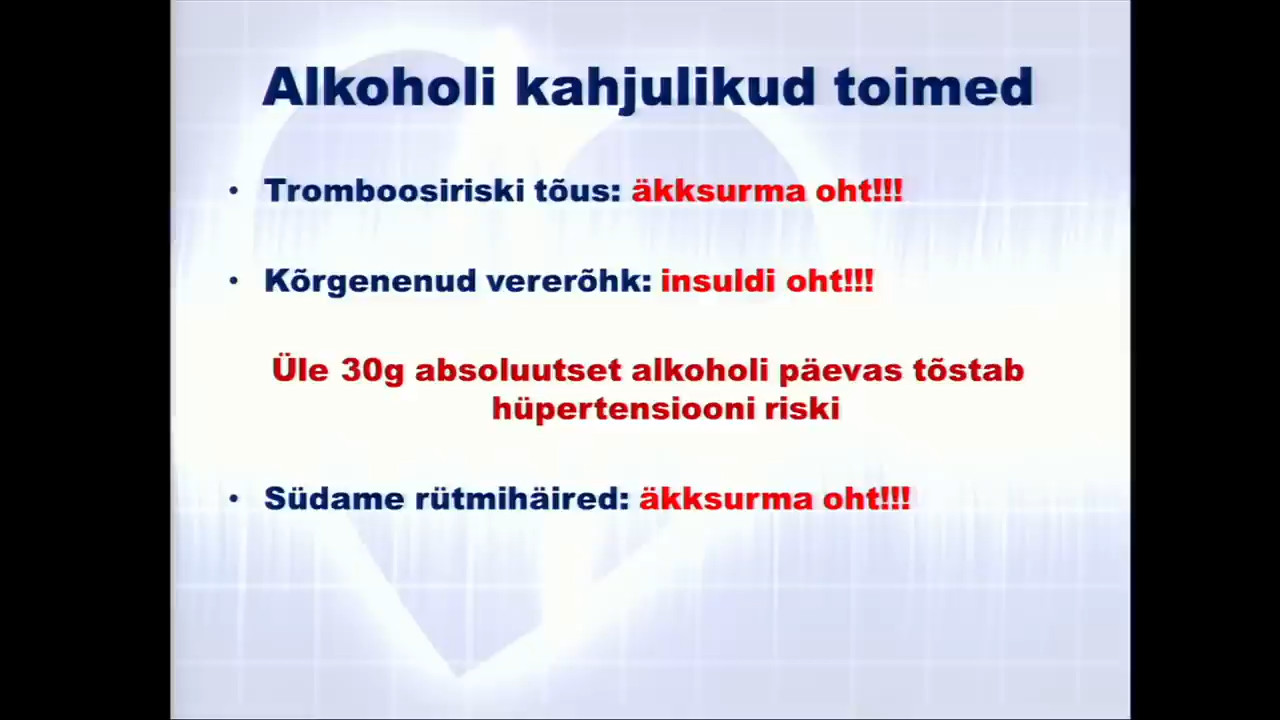 Alkoholi kahjulikud toimed
• Tromboosiriski tõus: äkksurma oht!!!
• Kõrgenenud vererõhk: insuldi oht!!!
Üle 30g absoluutset alkoholi päevas tõstab
hüpertensiooni riski
• Südame rütmihäired: äkksurma oht!!!